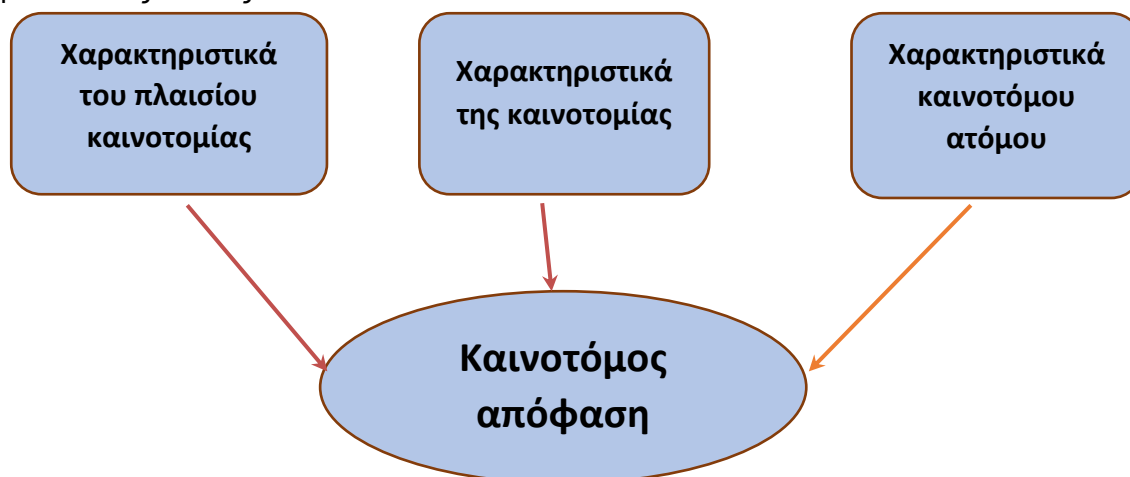 Χαρακτηριστικά
του πλαισίου
καινοτομίας
Χαρακτηριστικά
της καινοτομίας
Χαρακτηριστικά
καινοτόμου
ατόμου
Καινοτόμος
απόφαση